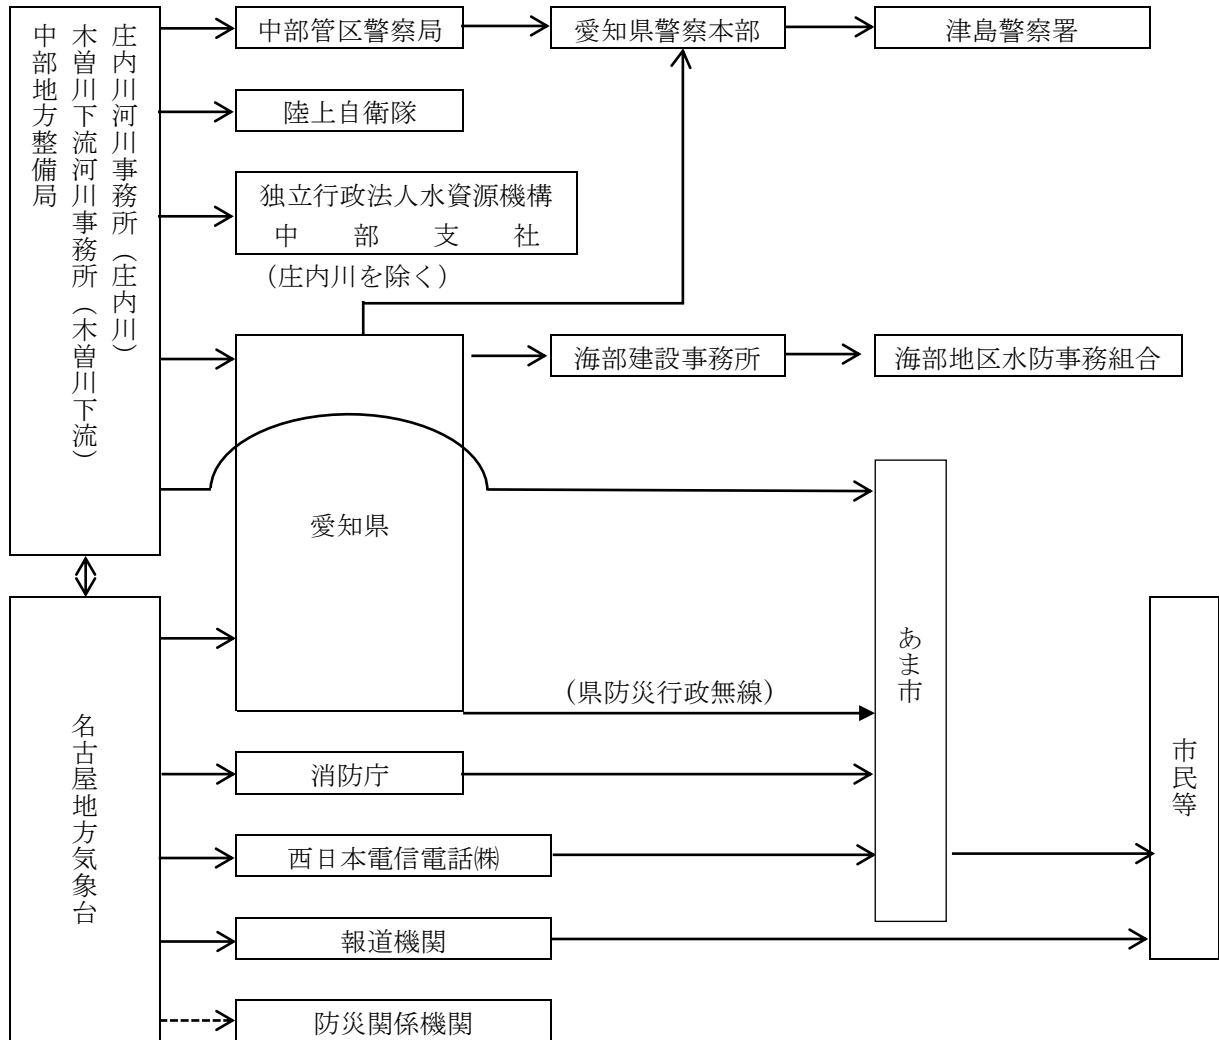 庄内川河川事務所（庄内川）
木曽川下流河川事務所（木曽川下流）
中部地方整備局
中部管区警察局
愛知県警察本部
津島警察署
陸上自衛隊
独立行政法人水資源機構
中部支社
（庄内川を除く）
海部建設事務所
海部地区水防事務組合
愛知県
あま市
（県防災行政無線）
名古屋地方気象台
消防庁
市民等
西日本電信電話㈱
報道機関
防災関係機関